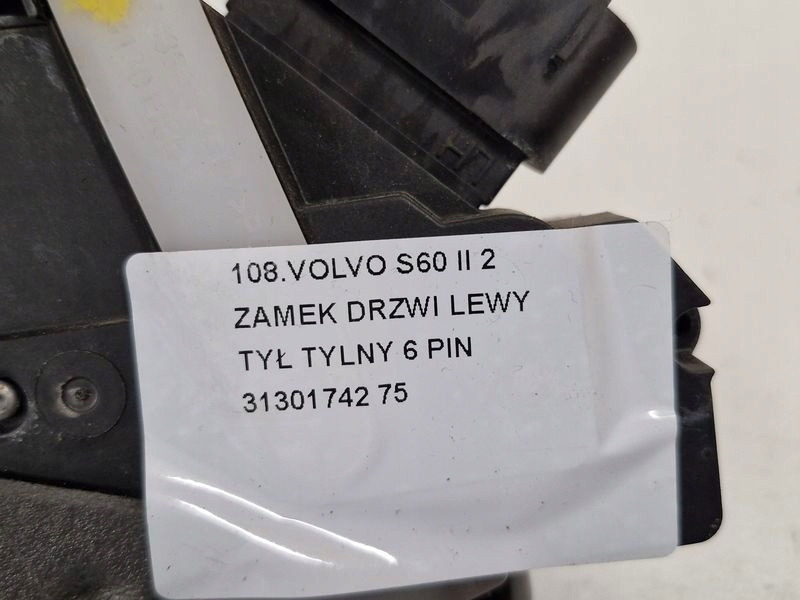 108.VOLVO S60 II 2
ZAMEK DRZWI LEWY
TYŁ TYLNY 6 PIN
31301742 75